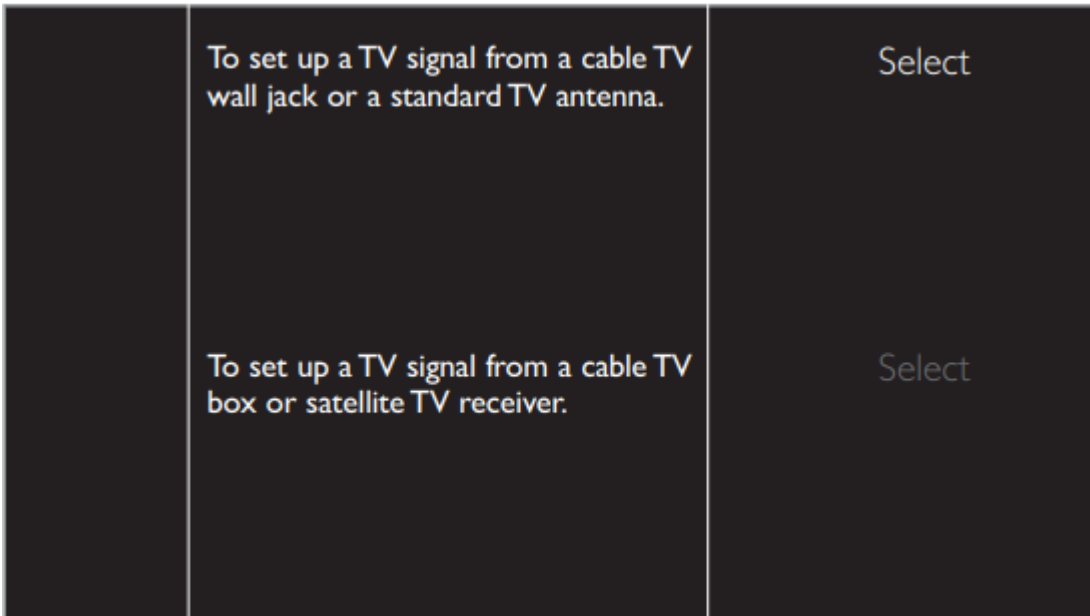 To set up a TV signal from a cable TV
wall jack or a standard TV antenna.
Select
To set up a TV signal from a cable TV
box or satellite TV receiver.
Select